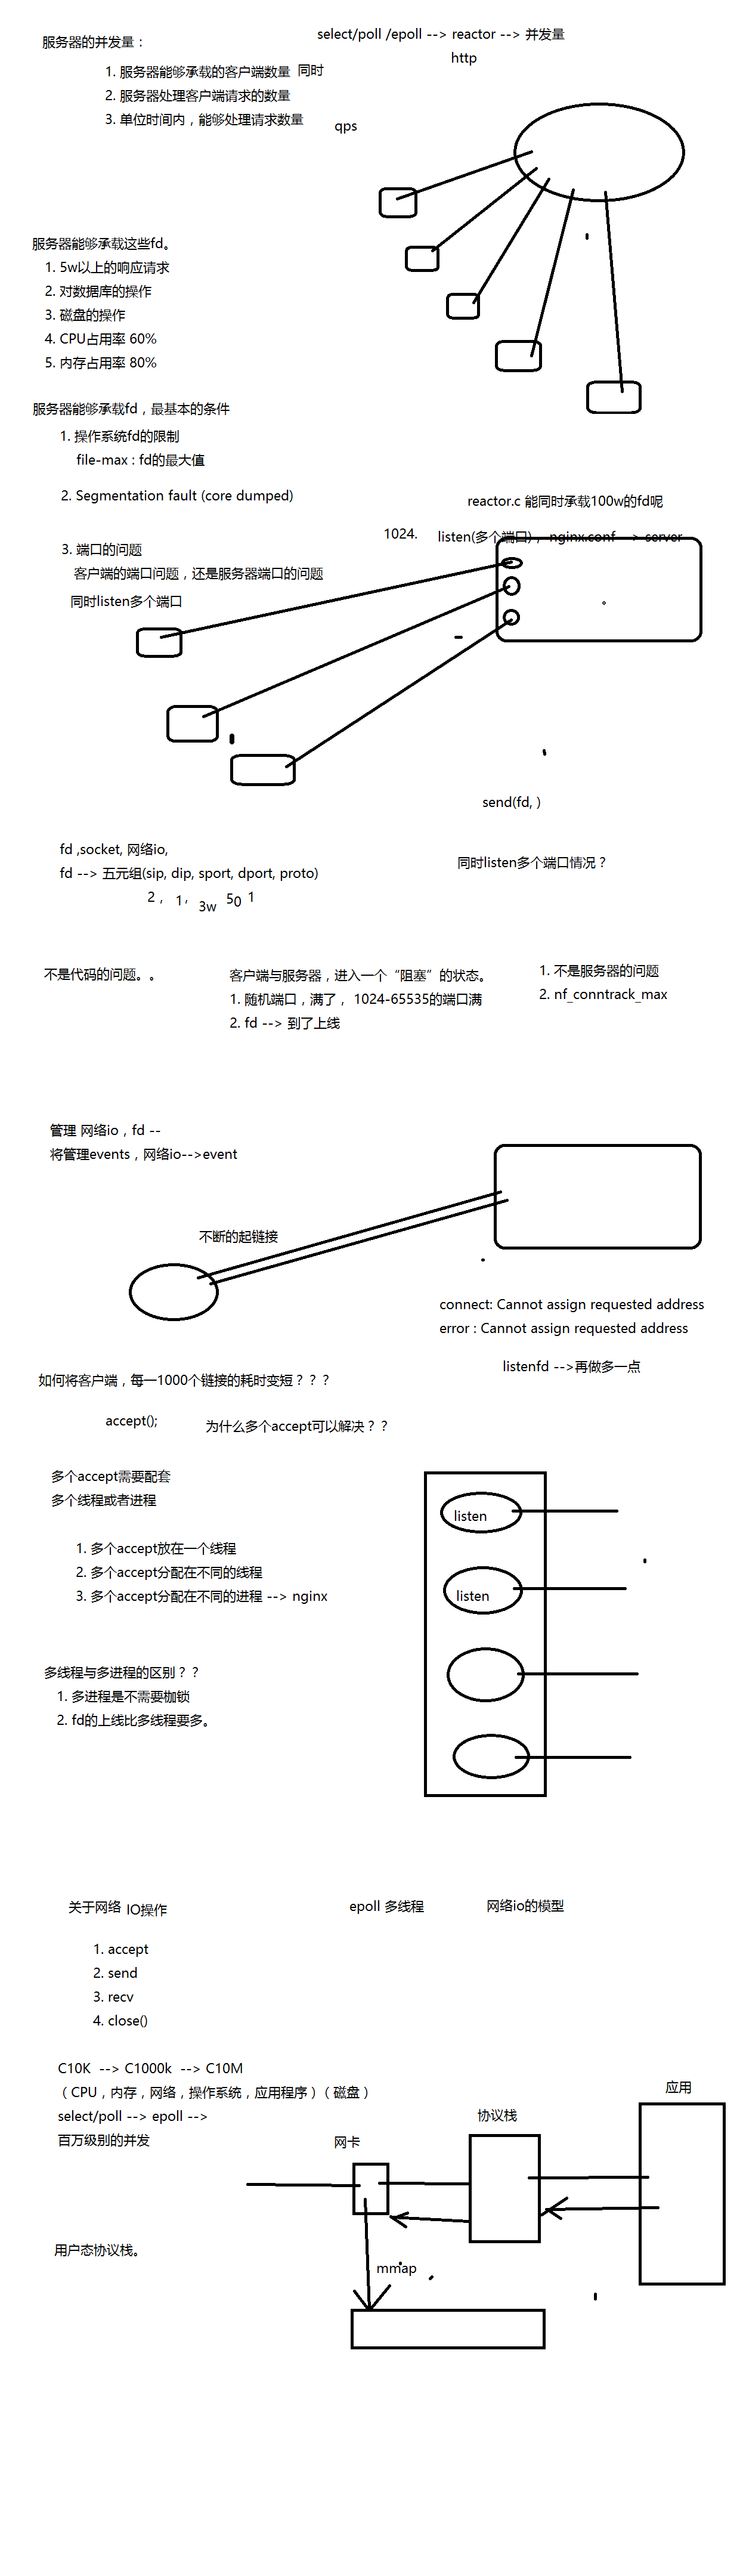 服务器的并发量：
select/poll /epoll --> reactor --> 并发量
http
1. 服务器能够承载的客户端数量 同时
2. 服务器处理客户端请求的数量
3. 单位时间内，能够处理请求数量
qps
服务器能够承载这些fd。
1. 5w以上的响应请求
2. 对数据库的操作
3. 磁盘的操作
4. CPU占用率 60%
5. 内存占用率 80%
服务器能够承载fd，最基本的条件
1. 操作系统fd的限制
file-max : fd的最大值
2. Segmentation fault (core dumped)
reactor.c 能同时承载100w的fd呢
1024.
listen(多个端口)， nginx.conf --> server
3. 端口的问题
客户端的端口问题，还是服务器端口的问题
同时listen多个端口
send(fd, )
fd ,socket, 网络io,
fd --> 五元组(sip, dip, sport, dport, proto)
2， 1， 3w 50 1
同时listen多个端口情况？
不是代码的问题。。
客户端与服务器，进入一个“阻塞”的状态。
1. 随机端口，满了， 1024-65535的端口满
2. fd --> 到了上线
1. 不是服务器的问题
2. nf_conntrack_max
管理 网络io，fd --
将管理events，网络io-->event
不断的起链接
connect: Cannot assign requested address
error : Cannot assign requested address
listenfd -->再做多一点
如何将客户端，每一1000个链接的耗时变短？？？
accept();
为什么多个accept可以解决？？
多个accept需要配套
多个线程或者进程
listen
1. 多个accept放在一个线程
2. 多个accept分配在不同的线程
3. 多个accept分配在不同的进程 --> nginx
listen
多线程与多进程的区别？？
1. 多进程是不需要枷锁
2. fd的上线比多线程要多。
关于网络 IO操作
epoll 多线程
网络io的模型
1. accept
2. send
3. recv
4. close()
C10K --> C1000k --> C10M
（CPU，内存，网络，操作系统，应用程序）（磁盘）
select/poll --> epoll -->
百万级别的并发
网卡
协议栈
应用
用户态协议栈。
mmap